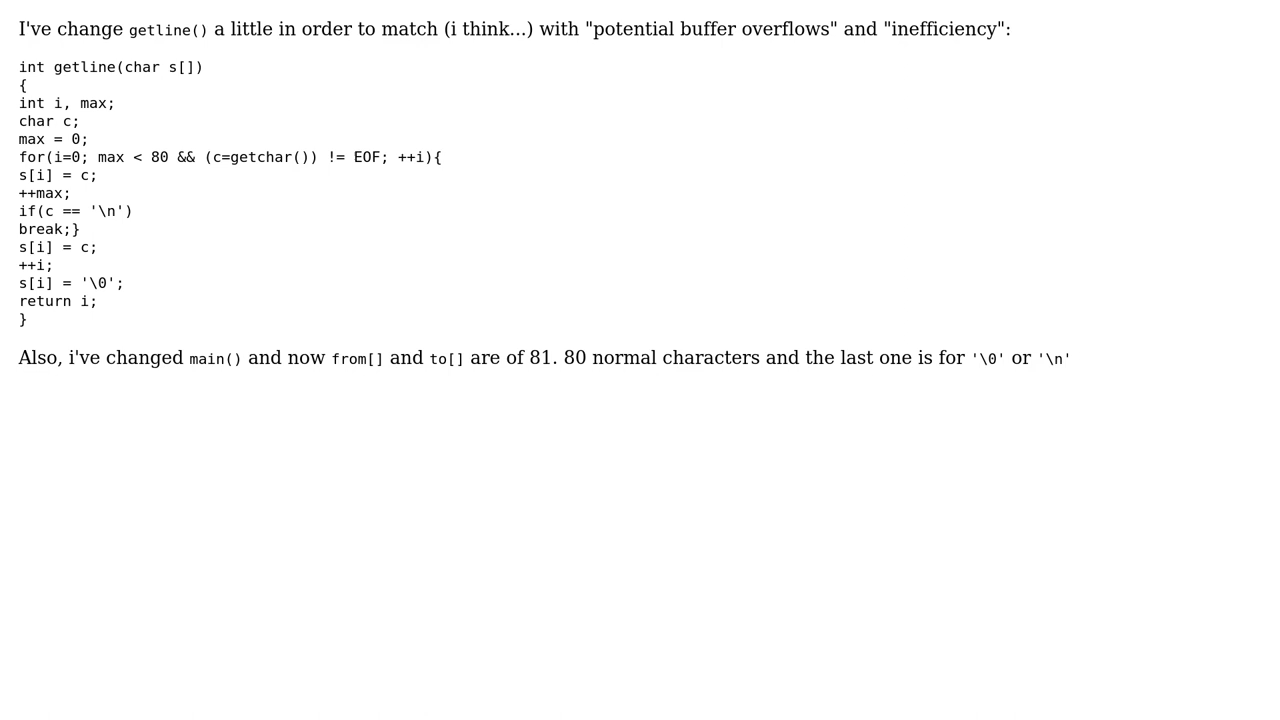 I've change getline() a little in order to match (i think...) with "potential buffer overflows" and "inefficiency":
int getline(char s[])
{
int i, max;
char c;
max = 0;
for(i=0; max < 80 && (c=getchar()) != EOF; ++i){
s[i] = c;
++max;
if(c == '\n')
break;}
s[i] = c;
++i;
s[i] = '\0';
return i;
}
Also, i've changed main() and now from[] and to[] are of 81. 80 normal characters and the last one is for '\0' or '\n'